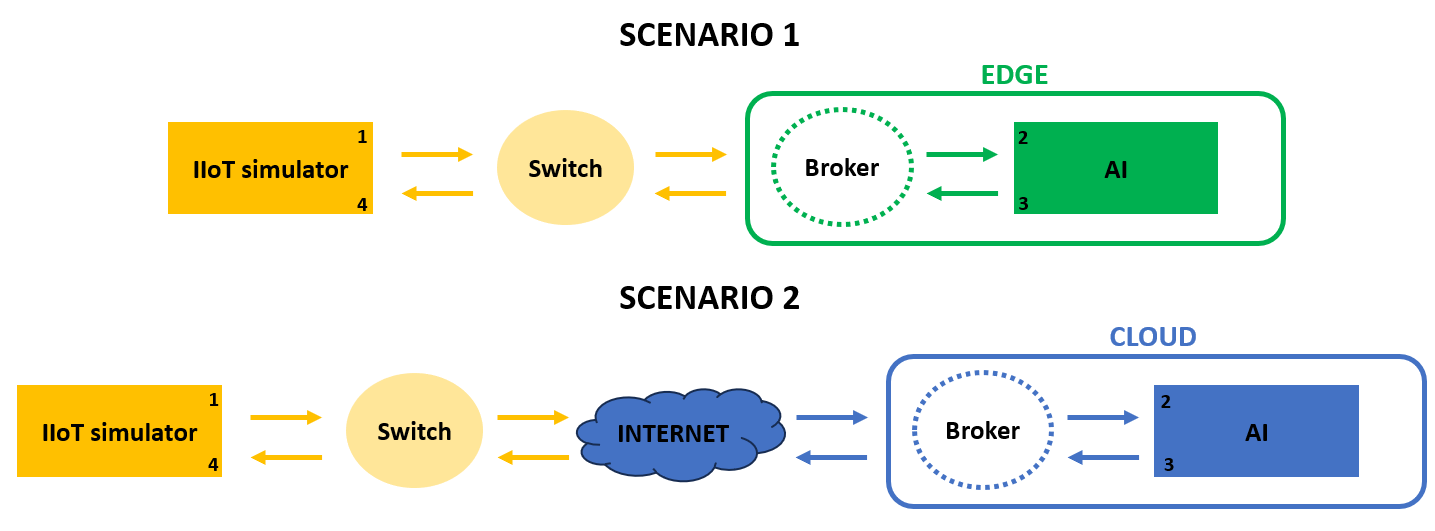 SCENARIO 1
EDGE
1
IIoT simulator
4
Switch
Broker
2
AI
3
SCENARIO 2
CLOUD
1
IIoT simulator
4
Switch
INTERNET
Broker
2
AI
3